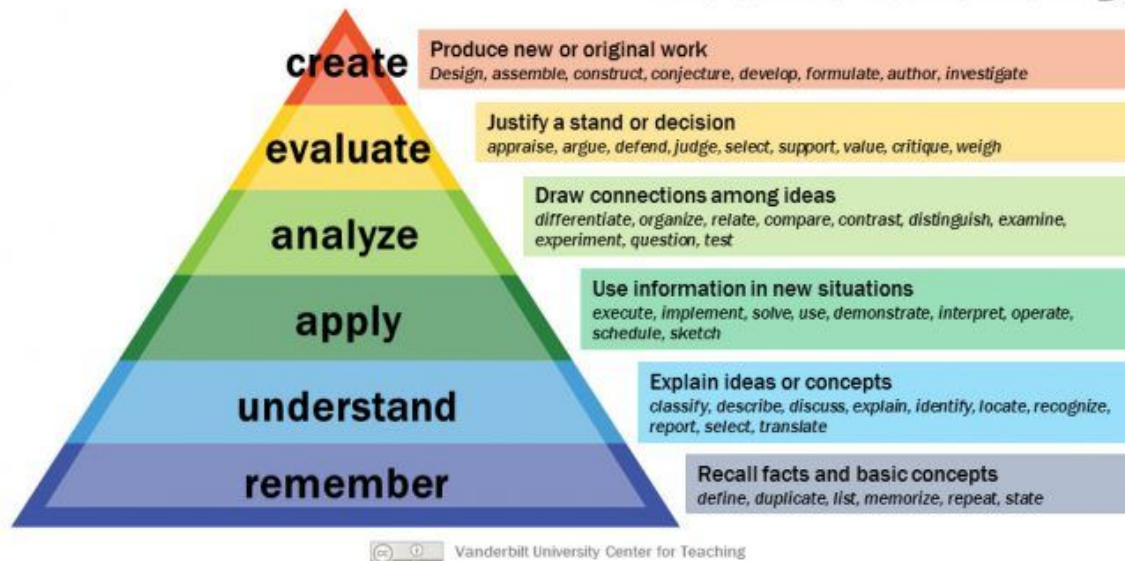 create
Produce new or original work
Design, assemble, construct, conjecture, develop, formulate, author, investigate
evaluate
Justify a stand or decision
appraise, argue, defend, judge, select, support, value, critique, weigh
analyze
Draw connections among ideas
differentiate, organize, relate, compare, contrast, distinguish, examine,
experiment, question, test
apply
Use information in new situations
execute, implement, solve, use, demonstrate, interpret, operate,
schedule, sketch
understand
Explain ideas or concepts
classify, describe, discuss, explain, identify, locate, recognize,
report, select, translate
remember
Recall facts and basic concepts
define, duplicate, list, memorize, repeat, state
cc
Vanderbilt University Center for Teaching